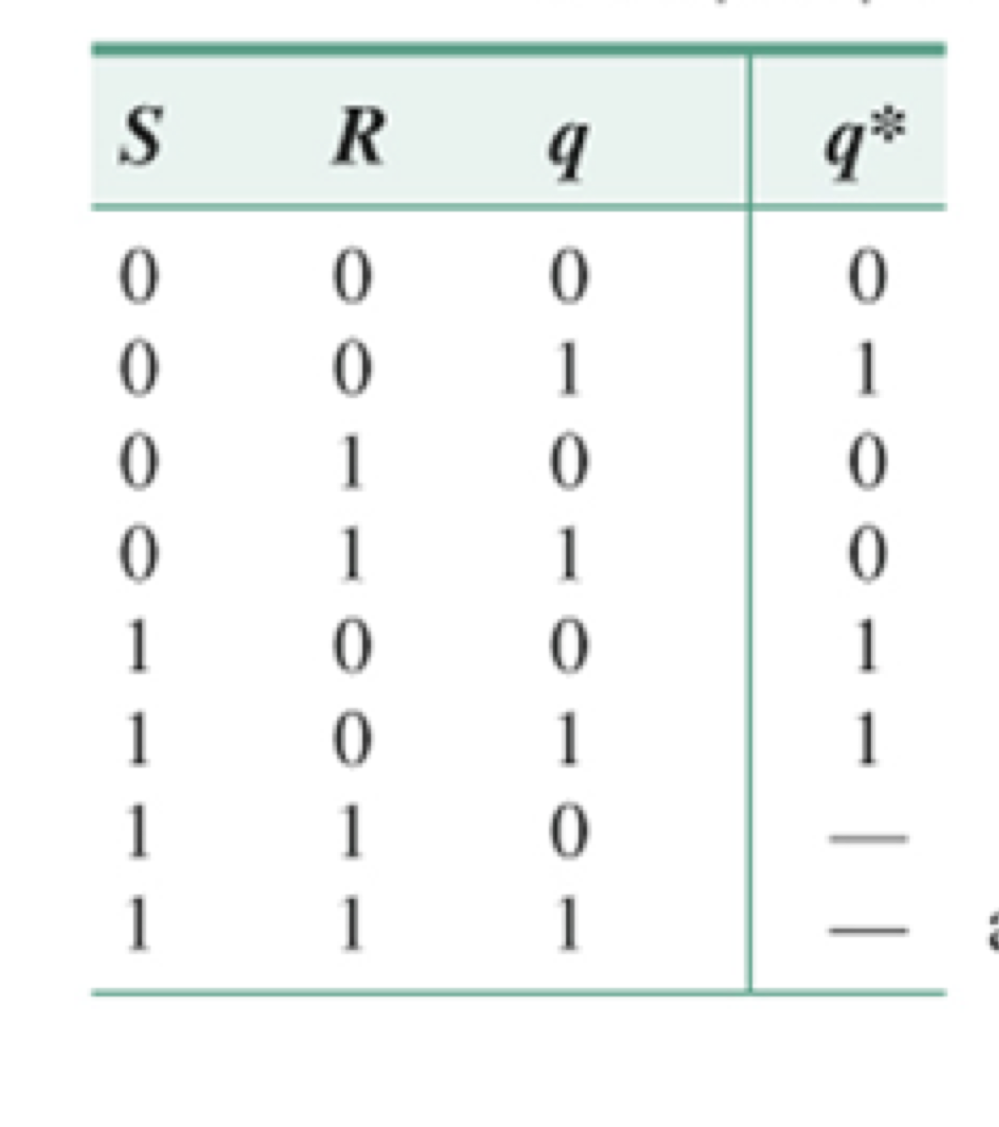 S R q q*
0 0 0 0
0 0 1 1
0 1 0 0
0 1 1 0
1 0 0 1
1 0 1 1
1 1 0 —
1 1 1 —